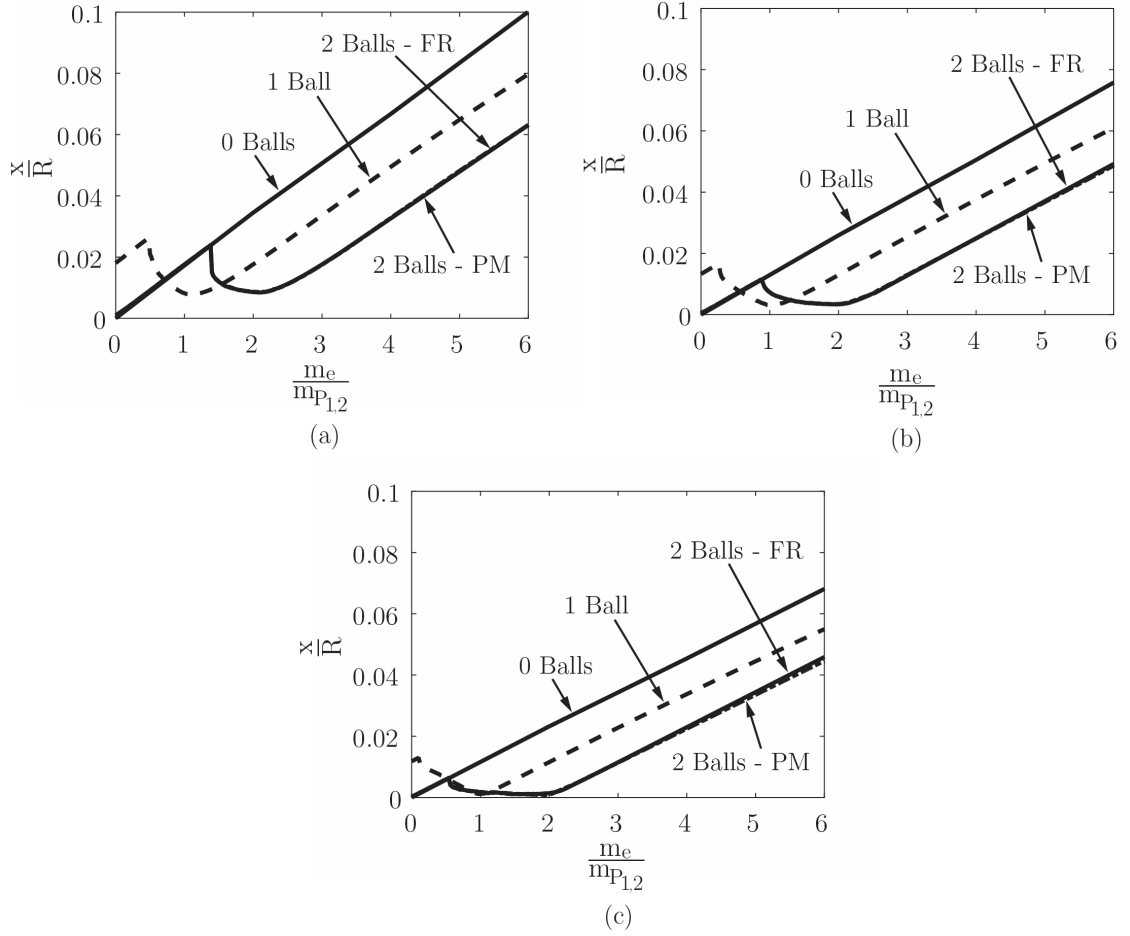 0.1
0.08
0.06
0.04
0.02
0
x
R
2 Balls - FR
1 Ball
0 Balls
2 Balls - PM
0 1 2 3 4 5 6
me
mP1,2
(a)
0.1
0.08
0.06
0.04
0.02
0
x
R
2 Balls - FR
1 Ball
0 Balls
2 Balls - PM
0 1 2 3 4 5 6
me
mP1,2
(b)
0.1
0.08
0.06
0.04
0.02
0
x
R
2 Balls - FR
1 Ball
0 Balls
2 Balls - PM
0 1 2 3 4 5 6
me
mP1,2
(c)